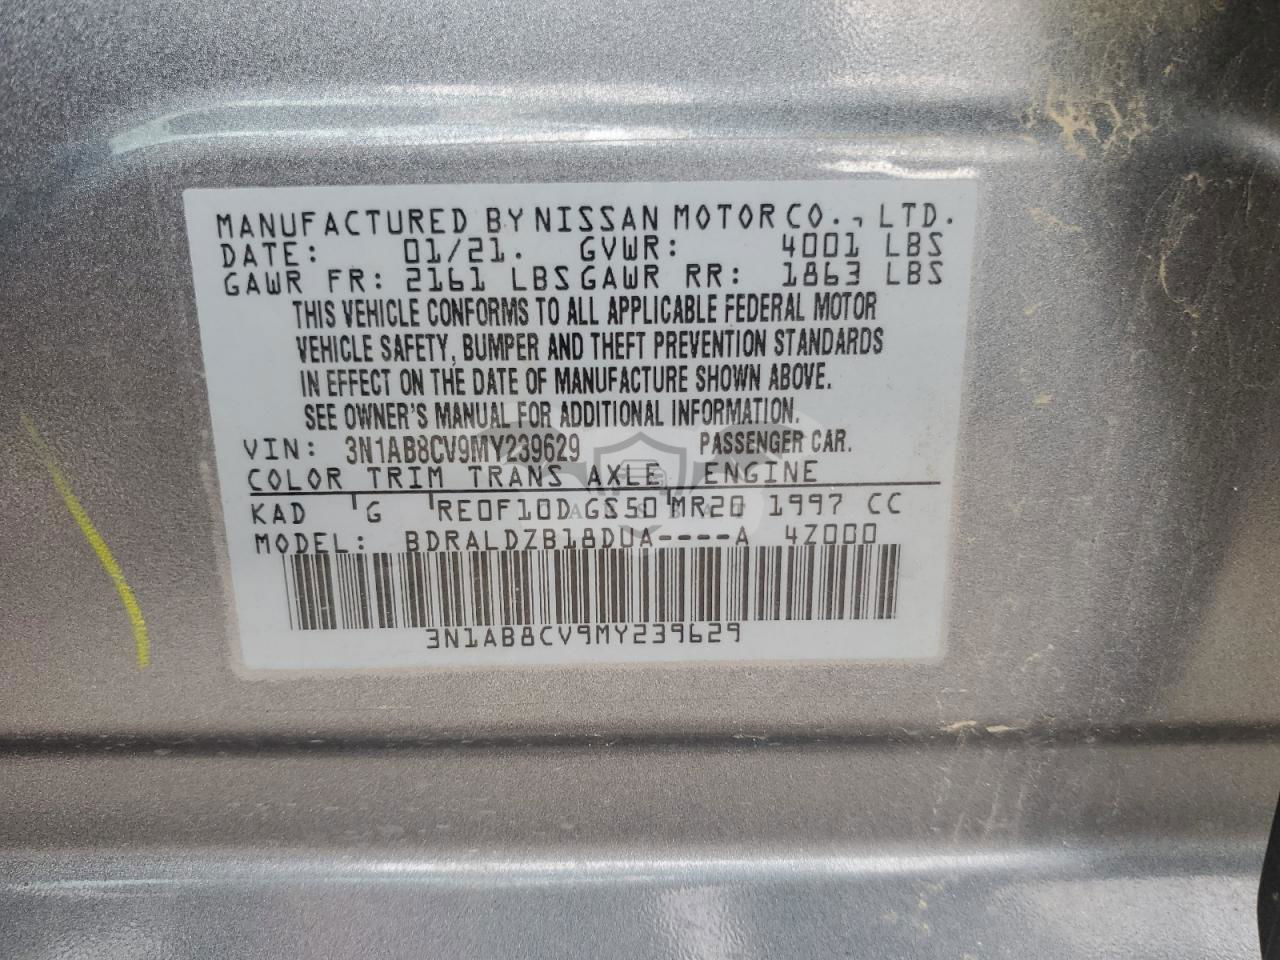 MANUFACTURED BY NISSAN MOTOR CO., LTD.
DATE: 01/21. GVWR: 4001 LBS
GAWR FR: 2161 LBS GAWR RR: 1863 LBS
THIS VEHICLE CONFORMS TO ALL APPLICABLE FEDERAL MOTOR
VEHICLE SAFETY, BUMPER AND THEFT PREVENTION STANDARDS
IN EFFECT ON THE DATE OF MANUFACTURE SHOWN ABOVE.
SEE OWNER'S MANUAL FOR ADDITIONAL INFORMATION.
VIN: 3N1AB8CV9MY239629 PASSENGER CAR.
COLOR TRIM TRANS AXLE ENGINE
KAD G RE0F10D GS50 MR20 1997 CC
MODEL: BDRALDZB18DUA----A 4Z000
3N1AB8CV9MY239629